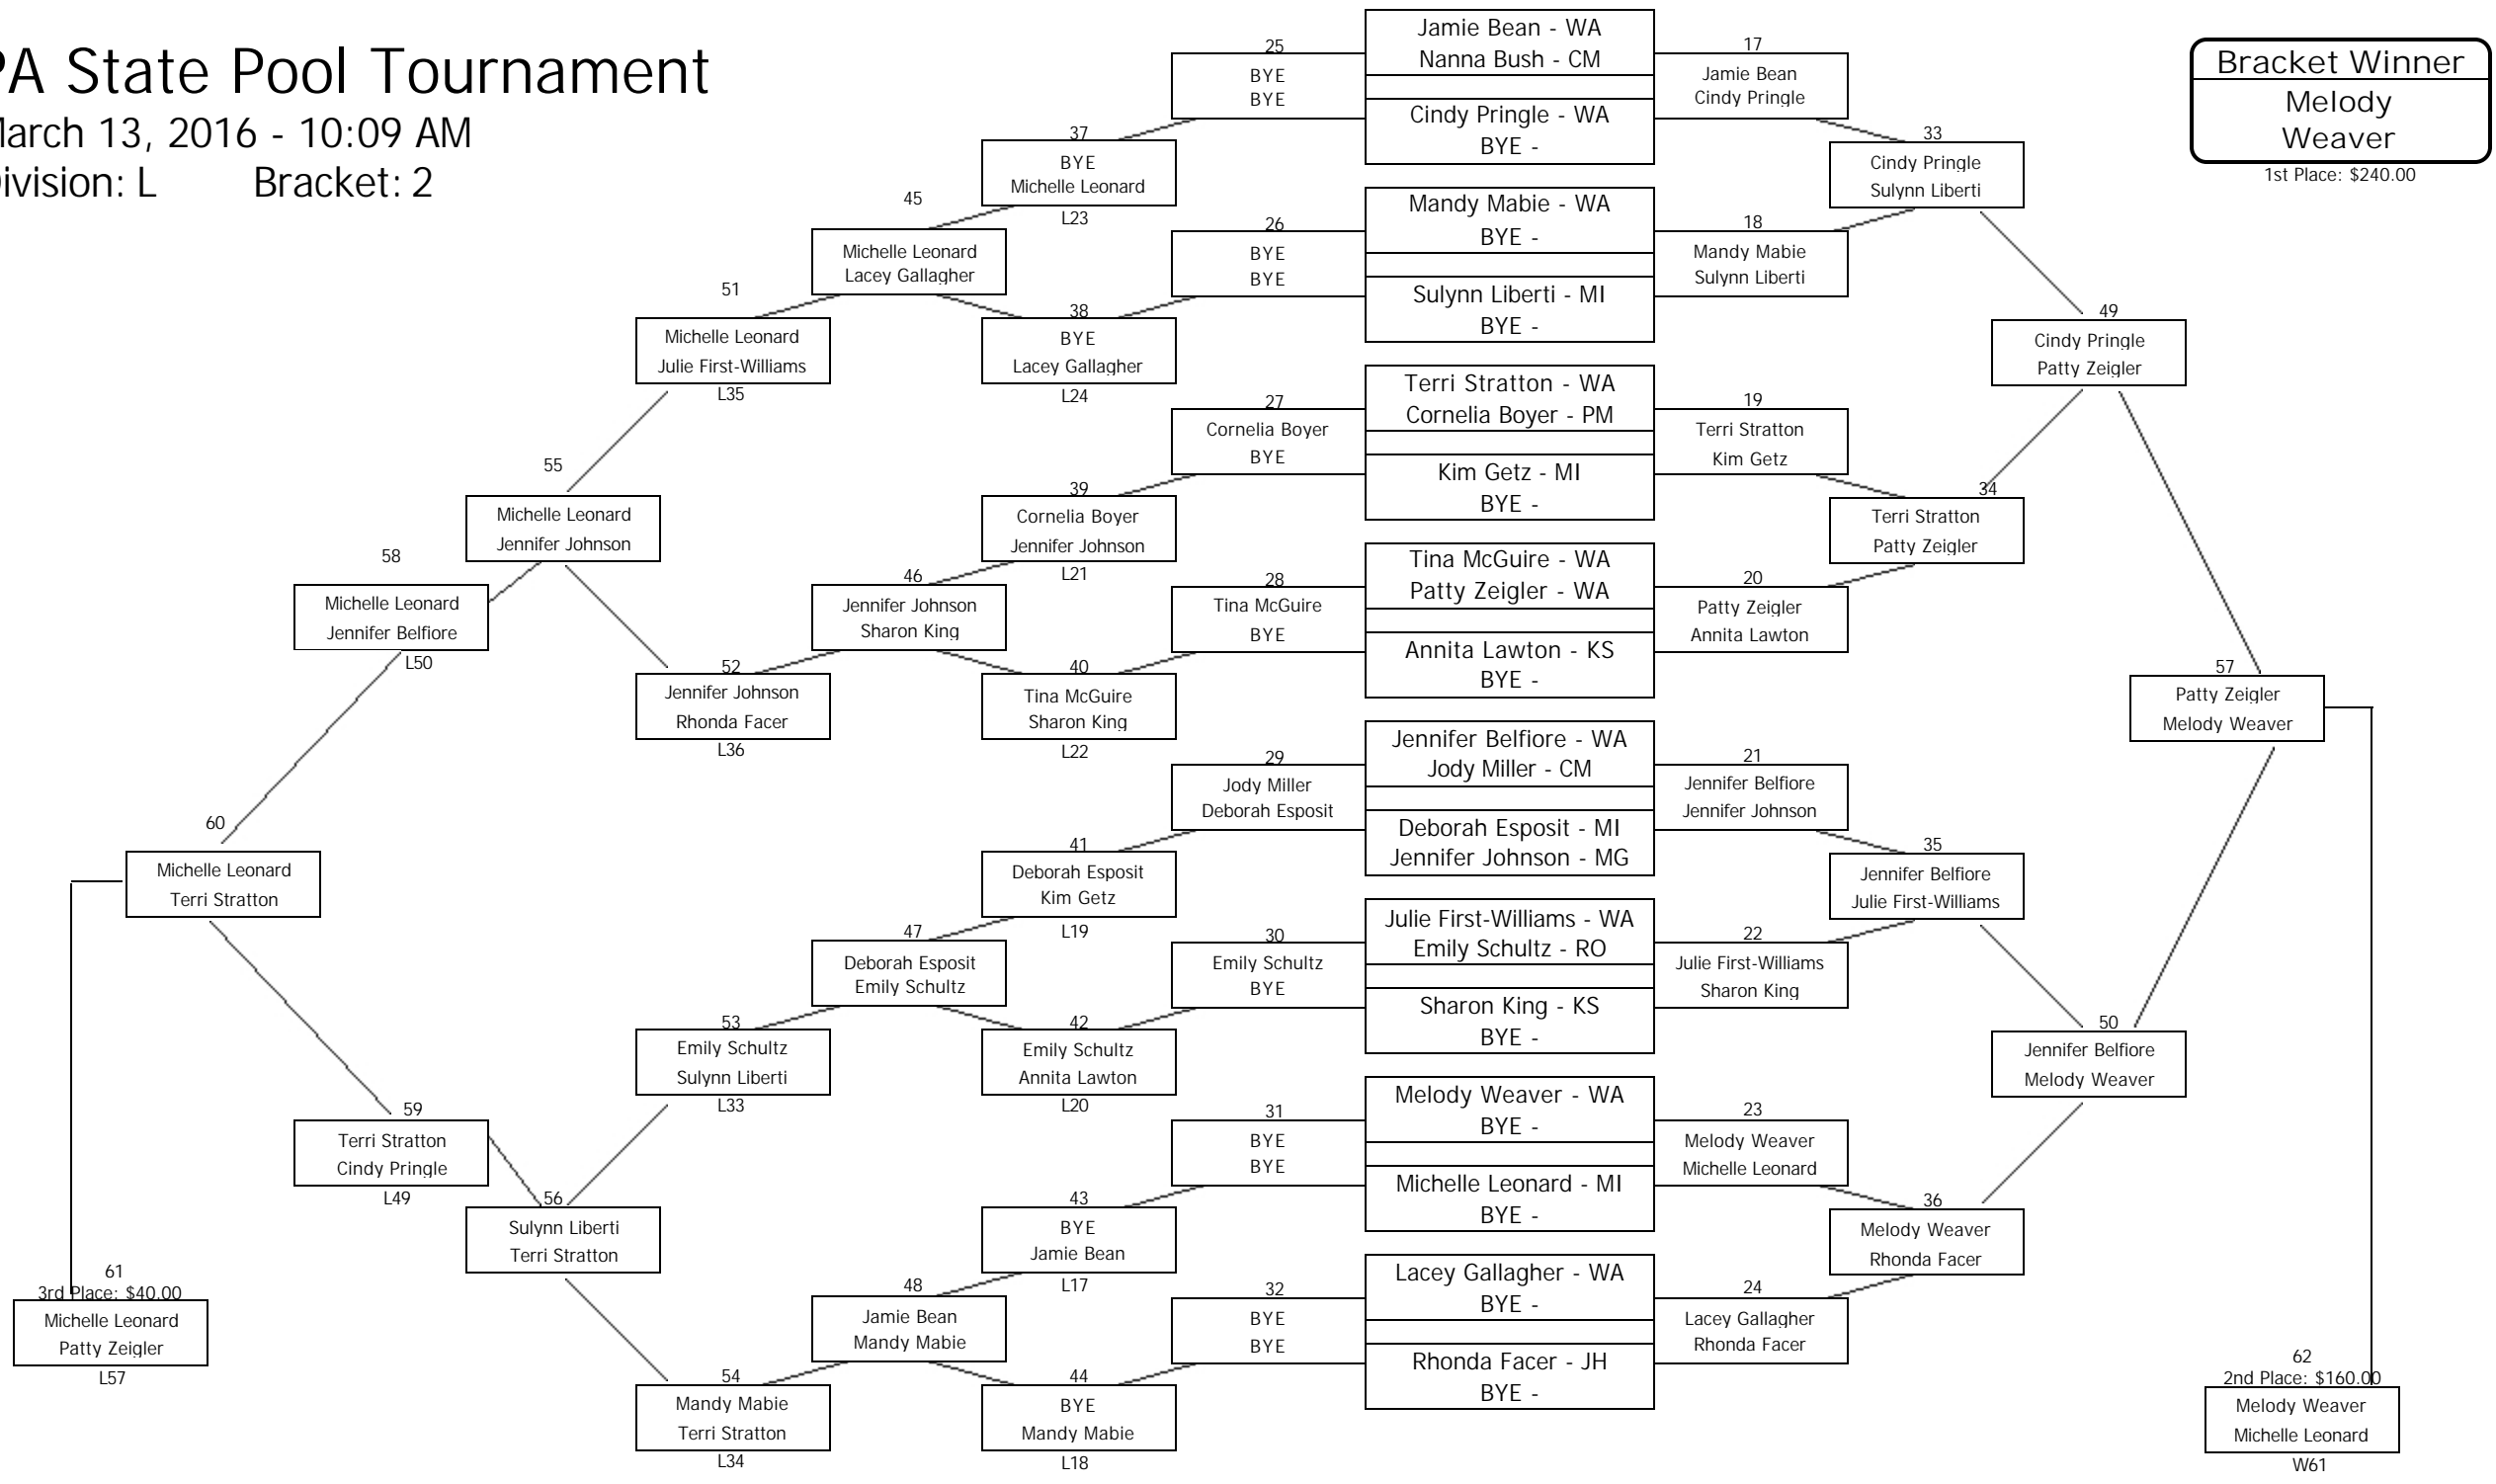 PA State Pool Tournament
March 13, 2016 - 10:09 AM
Division: L Bracket: 2
Bracket Winner
Melody
Weaver
1st Place: $240.00
61
3rd Place: $40.00
Michelle Leonard
Patty Zeigler
L57
60
Michelle Leonard
Terri Stratton
58
Michelle Leonard
Jennifer Belfiore
L50
59
Terri Stratton
Cindy Pringle
L49
55
Michelle Leonard
Jennifer Johnson
56
Sulynn Liberti
Terri Stratton
51
Michelle Leonard
Julie First-Williams
L35
52
Jennifer Johnson
Rhonda Facer
L36
53
Emily Schultz
Sulynn Liberti
L33
54
Mandy Mabie
Terri Stratton
L34
45
Michelle Leonard
Lacey Gallagher
46
Jennifer Johnson
Sharon King
47
Deborah Esposit
Emily Schultz
48
Jamie Bean
Mandy Mabie
37
BYE
Michelle Leonard
L23
38
BYE
Lacey Gallagher
L24
39
Cornelia Boyer
Jennifer Johnson
L21
40
Tina McGuire
Sharon King
L22
41
Deborah Esposit
Kim Getz
L19
42
Emily Schultz
Annita Lawton
L20
43
BYE
Jamie Bean
L17
44
BYE
Mandy Mabie
L18
25
BYE
BYE
26
BYE
BYE
27
Cornelia Boyer
BYE
28
Tina McGuire
BYE
29
Jody Miller
Deborah Esposit
30
Emily Schultz
BYE
31
BYE
BYE
32
BYE
BYE
Jamie Bean - WA
Nanna Bush - CM
Cindy Pringle - WA
BYE -
Mandy Mabie - WA
BYE -
Sulynn Liberti - MI
BYE -
Terri Stratton - WA
Cornelia Boyer - PM
Kim Getz - MI
BYE -
Tina McGuire - WA
Patty Zeigler - WA
Annita Lawton - KS
BYE -
Jennifer Belfiore - WA
Jody Miller - CM
Deborah Esposit - MI
Jennifer Johnson - MG
Julie First-Williams - WA
Emily Schultz - RO
Sharon King - KS
BYE -
Melody Weaver - WA
BYE -
Michelle Leonard - MI
BYE -
Lacey Gallagher - WA
BYE -
Rhonda Facer - JH
BYE -
17
Jamie Bean
Cindy Pringle
18
Mandy Mabie
Sulynn Liberti
19
Terri Stratton
Kim Getz
20
Patty Zeigler
Annita Lawton
21
Jennifer Belfiore
Jennifer Johnson
22
Julie First-Williams
Sharon King
23
Melody Weaver
Michelle Leonard
24
Lacey Gallagher
Rhonda Facer
33
Cindy Pringle
Sulynn Liberti
34
Terri Stratton
Patty Zeigler
35
Jennifer Belfiore
Julie First-Williams
36
Melody Weaver
Rhonda Facer
49
Cindy Pringle
Patty Zeigler
50
Jennifer Belfiore
Melody Weaver
57
Patty Zeigler
Melody Weaver
62
2nd Place: $160.00
Melody Weaver
Michelle Leonard
W61